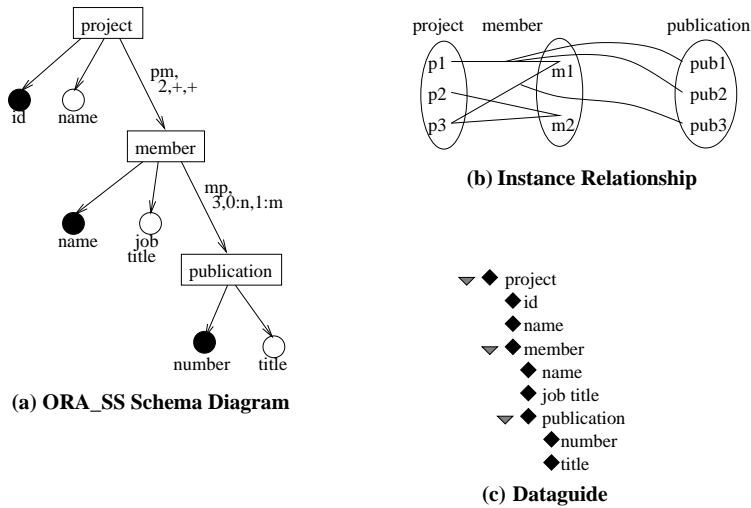 project
id
name
pm,
2,+,+
member
name
job
title
mp,
3,0:n,1:m
publication
number
title
(a) ORA_SS Schema Diagram
project member publication
p1 m1 pub1
p2 pub2
p3 m2 pub3
(b) Instance Relationship
project
id
name
member
name
job title
publication
number
title
(c) Dataguide